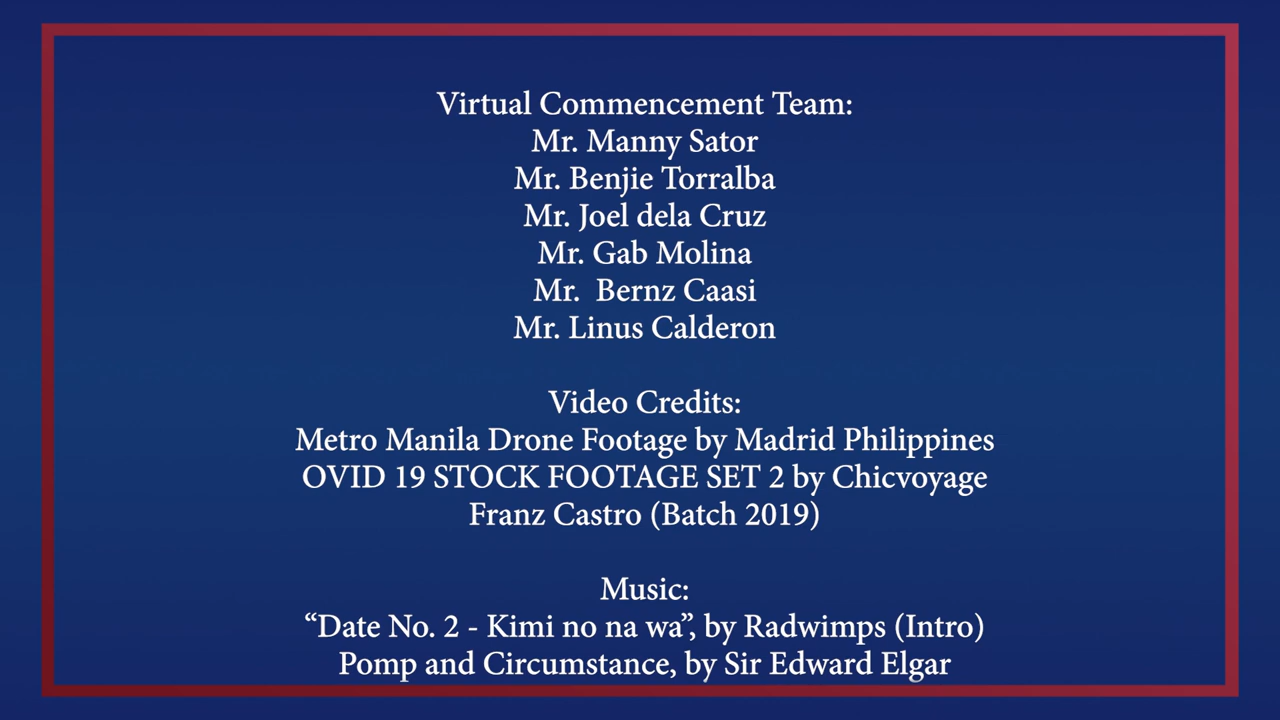 Virtual Commencement Team:
Mr. Manny Sator
Mr. Benjie Torralba
Mr. Joel dela Cruz
Mr. Gab Molina
Mr.  Bernz Caasi
Mr. Linus Calderon
Video Credits:
Metro Manila Drone Footage by Madrid Philippines
OVID 19 STOCK FOOTAGE SET 2 by Chicvoyage
Franz Castro (Batch 2019)
Music:
“Date No. 2 - Kimi no na wa”, by Radwimps (Intro)
Pomp and Circumstance, by Sir Edward Elgar